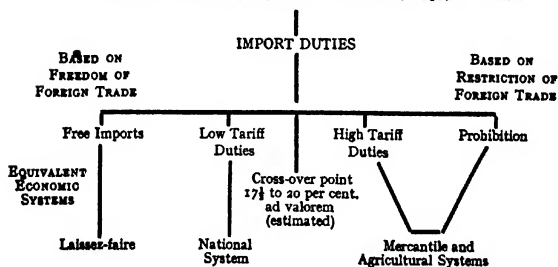 IMPORT DUTIES
BASED ON
FREEDOM OF
FOREIGN TRADE
BASED ON
RESTRICTION OF
FOREIGN TRADE
Free Imports
Low Tariff
Duties
High Tariff
Duties
Prohibition
EQUIVALENT
ECONOMIC
SYSTEMS
Cross-over point
17½ to 20 per cent.
ad valorem
(estimated)
Laissez-faire
National
System
Mercantile and
Agricultural Systems